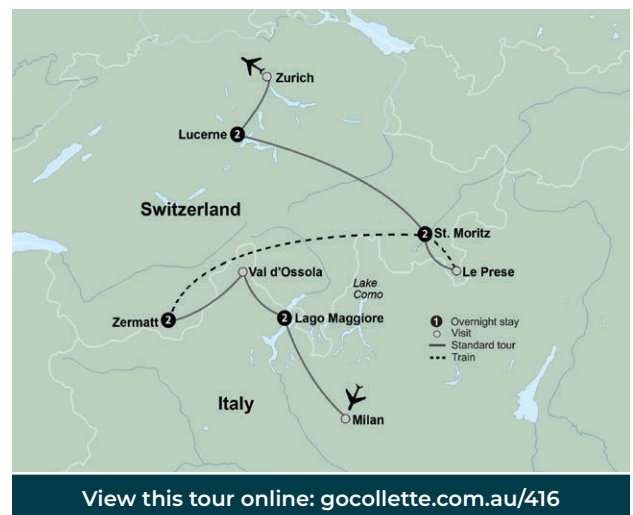 Zurich
Lucerne 2
Switzerland
2 St. Moritz
Val d'Ossola
Le Prese
Lake
Como
Zermatt 2
2 Lago Maggiore
1 Overnight stay
Visit
Standard tour
Train
Italy
Milan
View this tour online: gocollette.com.au/416